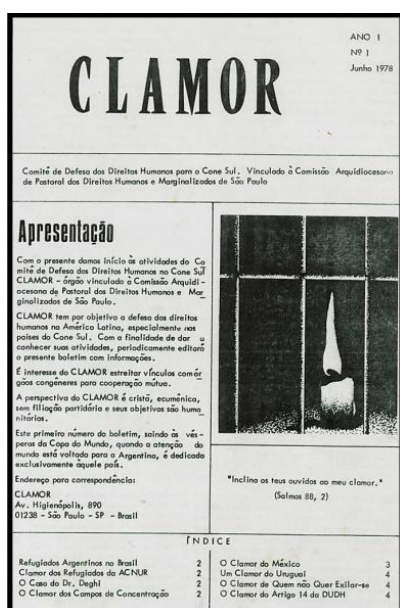 ANO I
Nº 1
Junho 1978
CLAMOR
Comitê de Defesa dos Direitos Humanos para o Cone Sul. Vinculado à Comissão Arquidiocesana
de Pastoral dos Direitos Humanos e Marginalizados de São Paulo
Apresentação
Com o presente damos início às atividades do Co
mitê de Defesa dos Direitos Humanos no Cone Sul
CLAMOR - órgão vinculado à Comissão Arquidi-
ocesana de Pastoral dos Direitos Humanos e Mar
ginalizados de São Paulo.
CLAMOR tem por objetivo a defesa dos direitos
humanos na América Latina, especialmente nos
países do Cone Sul. Com a finalidade de dar a
conhecer suas atividades, periodicamente editará
o presente boletim com informações.
É interesse do CLAMOR estreitar vínculos com ór
gãos congêneres para cooperação mútua.
A perspectiva do CLAMOR é cristã, ecumênica,
sem filiação partidária e seus objetivos são huma
nitários.
Este primeiro número do boletim, saindo às vés-
peras da Copa do Mundo, quando a atenção do
mundo está voltada para a Argentina, é dedicado
exclusivamente àquele país.
Endereço para correspondência:
CLAMOR
Av. Higienópolis, 890
01238 - São Paulo - SP - Brasil
"Inclina os teus ouvidos ao meu clamor."
(Salmos 88, 2)
ÍNDICE
Refugiados Argentinos no Brasil 2
Clamor dos Refugiados da ACNUR 2
O Caso do Dr. Deghi 2
O Clamor dos Campos de Concentração 2
O Clamor do México 3
Um Clamor do Uruguai 4
O Clamor de Quem não Quer Exilar-se 4
O Clamor do Artigo 14 da DUDH 4